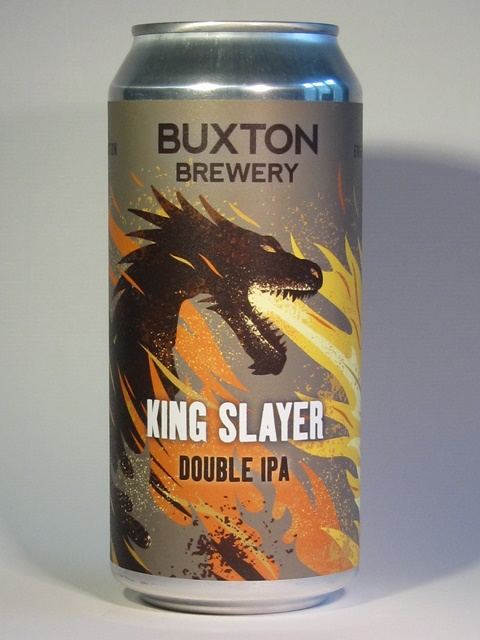 BUXTON
BREWERY
KING SLAYER
DOUBLE IPA